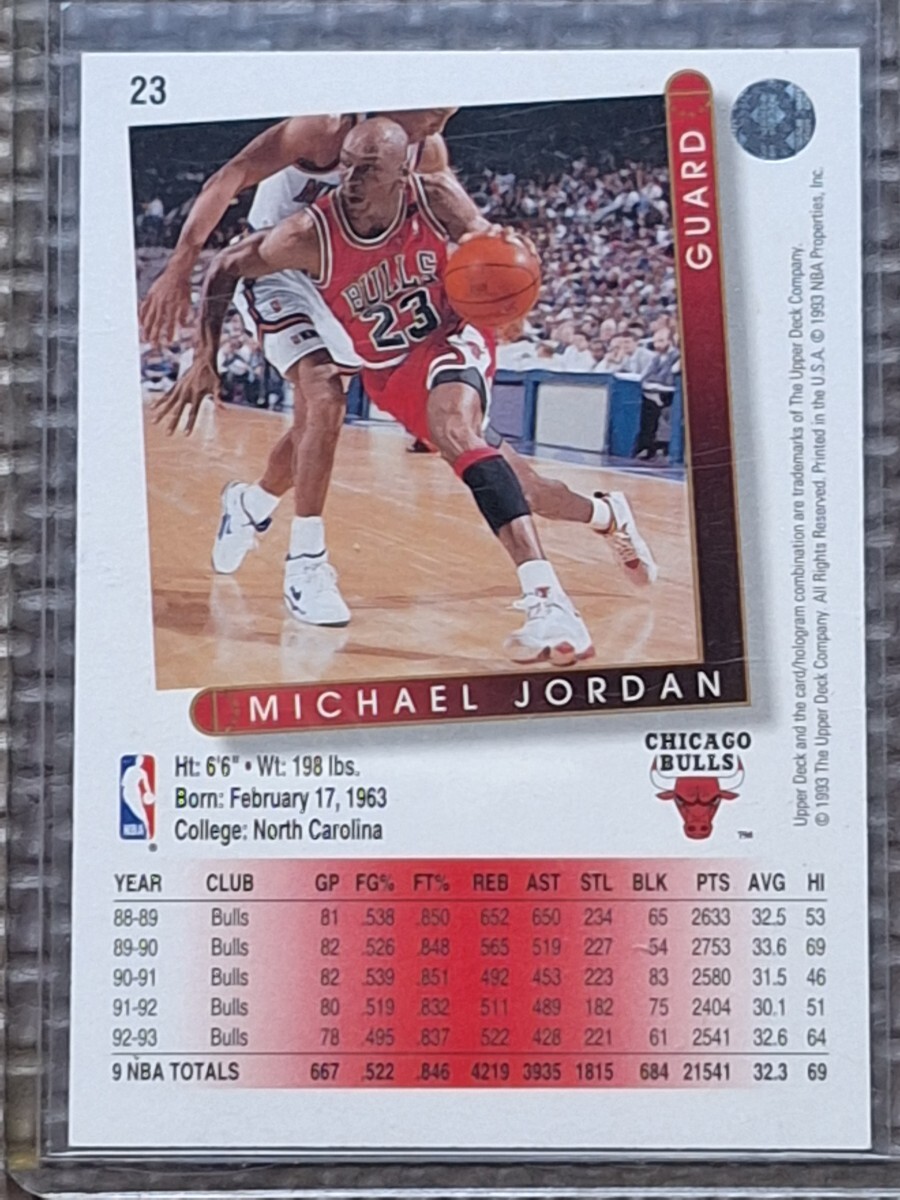 23
GUARD
BULLS
23
MICHAEL JORDAN
Upper Deck and the card/hologram combination are trademarks of The Upper Deck Company.
© 1993 The Upper Deck Company. All Rights Reserved. Printed in the U.S.A. © 1993 NBA Properties, Inc.
NBA
®
Ht: 6'6" • Wt: 198 lbs.
Born: February 17, 1963
College: North Carolina
CHICAGO
BULLS
TM
YEAR CLUB GP FG% FT% REB AST STL BLK PTS AVG HI
88-89 Bulls 81 .538 .850 652 650 234 65 2633 32.5 53
89-90 Bulls 82 .526 .848 565 519 227 54 2753 33.6 69
90-91 Bulls 82 .539 .851 492 453 223 83 2580 31.5 46
91-92 Bulls 80 .519 .832 511 489 182 75 2404 30.1 51
92-93 Bulls 78 .495 .837 522 428 221 61 2541 32.6 64
9 NBA TOTALS 667 .522 .846 4219 3935 1815 684 21541 32.3 69